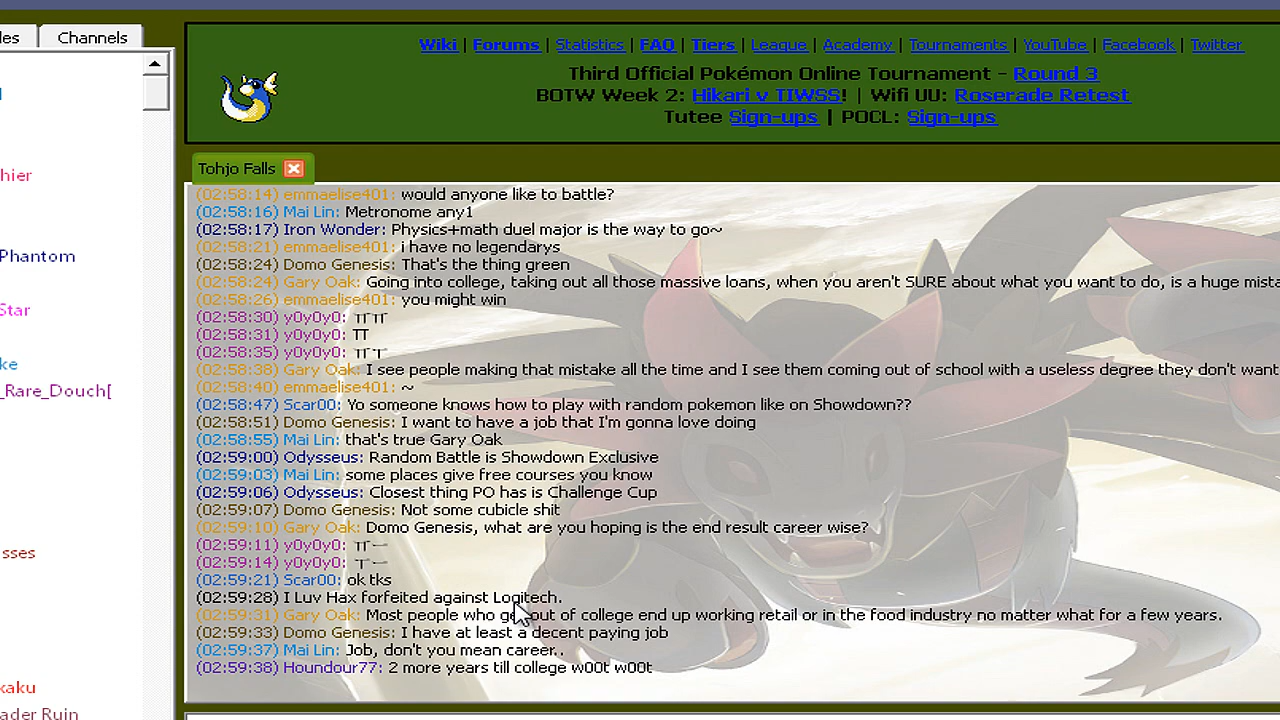 les
Channels
Wiki | Forums | Statistics | FAQ | Tiers | League | Academy | Tournaments | YouTube | Facebook | Twitter
Third Official Pokémon Online Tournament - Round 3
BOTW Week 2: Hikari v TIWSS! | Wifi UU: Roserade Retest
Tutee Sign-ups | POCL: Sign-ups
hier
Phantom
Star
ke
_Rare_Douch[
sses
kaku
ader Ruin
Tohjo Falls
(02:58:14) emmaelise401: would anyone like to battle?
(02:58:16) Mai Lin: Metronome any1
(02:58:17) Iron Wonder: Physics+math duel major is the way to go~
(02:58:21) emmaelise401: i have no legendarys
(02:58:24) Domo Genesis: That's the thing green
(02:58:24) Gary Oak: Going into college, taking out all those massive loans, when you aren't SURE about what you want to do, is a huge mista
(02:58:26) emmaelise401: you might win
(02:58:30) y0y0y0: ㅠㅠ
(02:58:31) y0y0y0: TT
(02:58:35) y0y0y0: ㅠㅜ
(02:58:38) Gary Oak: I see people making that mistake all the time and I see them coming out of school with a useless degree they don't want
(02:58:40) emmaelise401: ~
(02:58:47) Scar00: Yo someone knows how to play with random pokemon like on Showdown??
(02:58:51) Domo Genesis: I want to have a job that I'm gonna love doing
(02:58:55) Mai Lin: that's true Gary Oak
(02:59:00) Odysseus: Random Battle is Showdown Exclusive
(02:59:03) Mai Lin: some places give free courses you know
(02:59:06) Odysseus: Closest thing PO has is Challenge Cup
(02:59:07) Domo Genesis: Not some cubicle shit
(02:59:10) Gary Oak: Domo Genesis, what are you hoping is the end result career wise?
(02:59:11) y0y0y0: ㅠㅡ
(02:59:14) y0y0y0: ㅜㅡ
(02:59:21) Scar00: ok tks
(02:59:28) I Luv Hax forfeited against Logitech.
(02:59:31) Gary Oak: Most people who get out of college end up working retail or in the food industry no matter what for a few years.
(02:59:33) Domo Genesis: I have at least a decent paying job
(02:59:37) Mai Lin: Job, don't you mean career..
(02:59:38) Houndour77: 2 more years till college w00t w00t